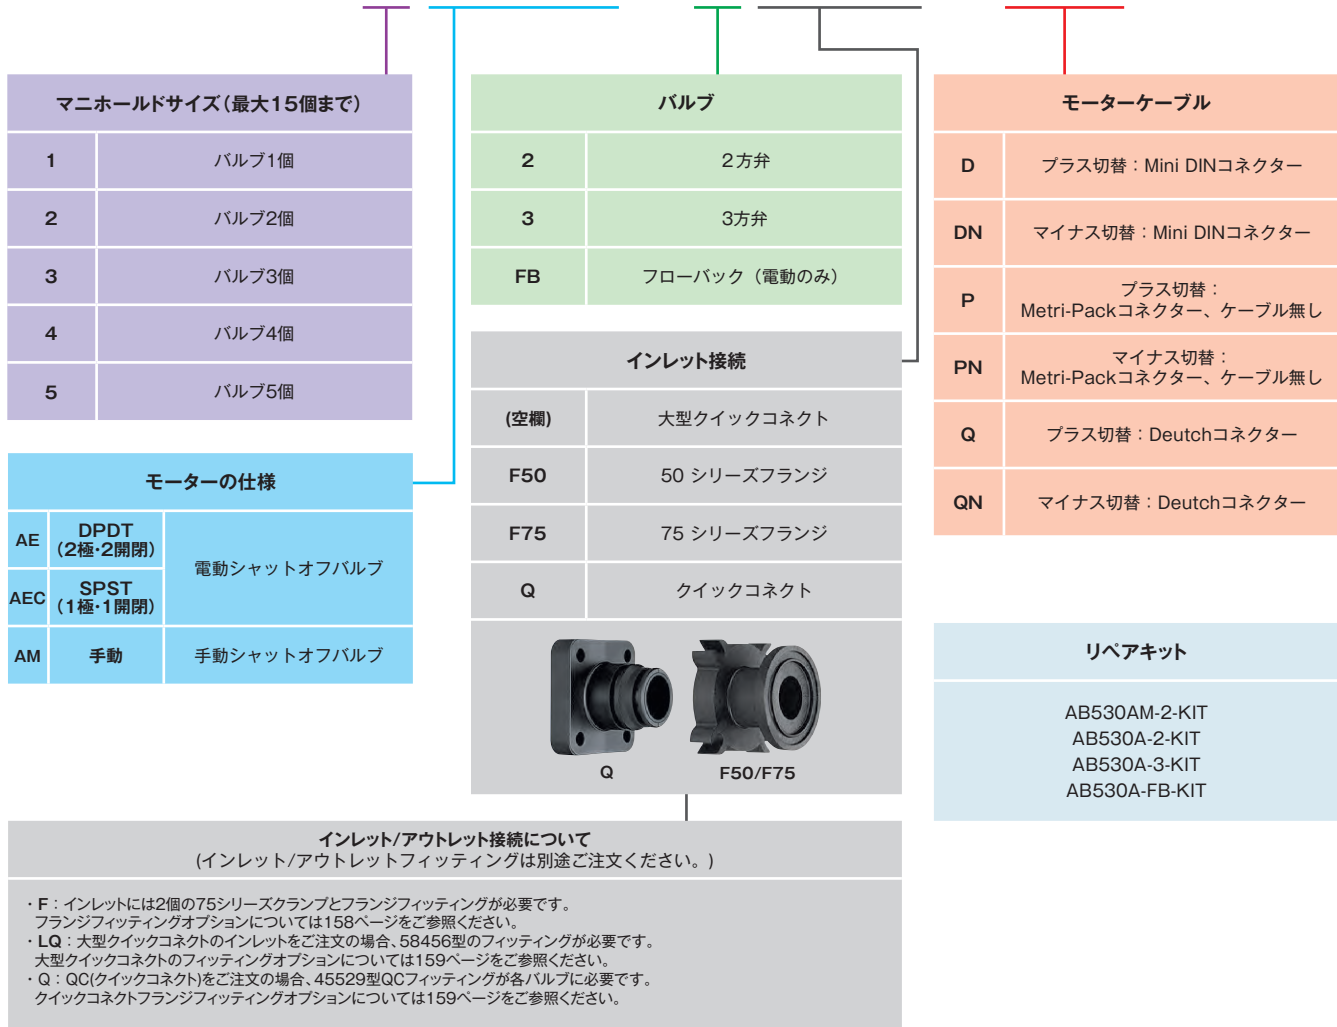 マニホールドサイズ(最大15個まで)
1 バルブ1個
2 バルブ2個
3 バルブ3個
4 バルブ4個
5 バルブ5個
モーターの仕様
AE DPDT
(2極・2開閉)
電動シャットオフバルブ
AEC SPST
(1極・1開閉)
AM 手動 手動シャットオフバルブ
バルブ
2 2方弁
3 3方弁
FB フローバック（電動のみ）
インレット接続
(空欄) 大型クイックコネクト
F50 50 シリーズフランジ
F75 75 シリーズフランジ
Q クイックコネクト
Q F50/F75
モーターケーブル
D プラス切替：Mini DINコネクター
DN マイナス切替：Mini DINコネクター
P プラス切替：
Metri-Packコネクター、ケーブル無し
PN マイナス切替：
Metri-Packコネクター、ケーブル無し
Q プラス切替：Deutchコネクター
QN マイナス切替：Deutchコネクター
リペアキット
AB530AM-2-KIT
AB530A-2-KIT
AB530A-3-KIT
AB530A-FB-KIT
インレット/アウトレット接続について
(インレット/アウトレットフィッティングは別途ご注文ください。)
・F：インレットには2個の75シリーズクランプとフランジフィッティングが必要です。
フランジフィッティングオプションについては158ページをご参照ください。
・LQ：大型クイックコネクトのインレットをご注文の場合、58456型のフィッティングが必要です。
大型クイックコネクトのフィッティングオプションについては159ページをご参照ください。
・Q：QC(クイックコネクト)をご注文の場合、45529型QCフィッティングが各バルブに必要です。
クイックコネクトフランジフィッティングオプションについては159ページをご参照ください。